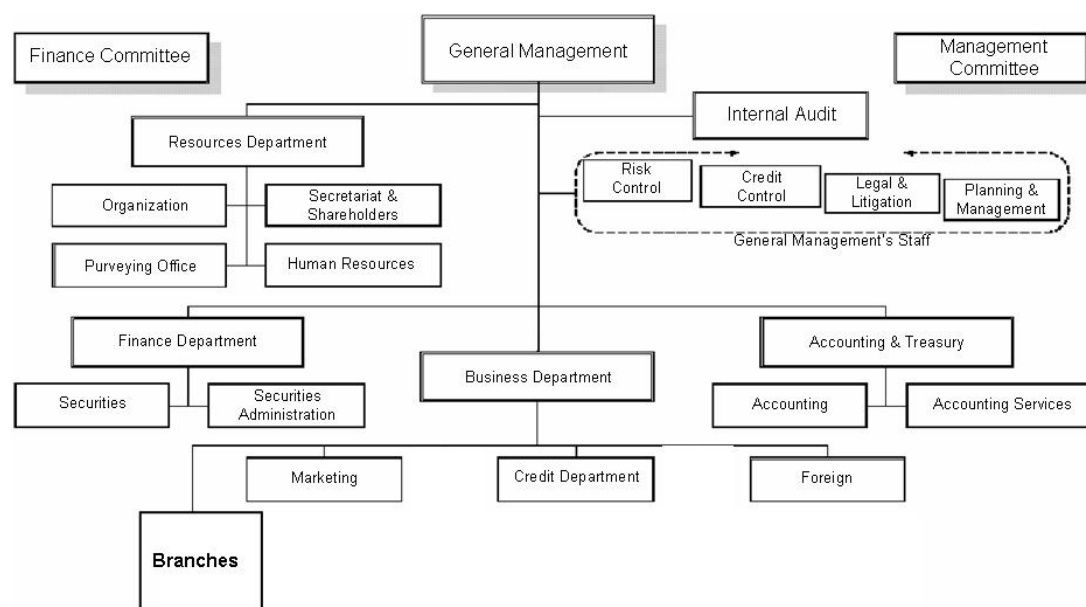 Finance Committee
General Management
Management
Committee
Internal Audit
Resources Department
Risk
Control
Credit
Control
Legal &
Litigation
Planning &
Management
General Management's Staff
Organization
Secretariat &
Shareholders
Purveying Office
Human Resources
Finance Department
Business Department
Accounting & Treasury
Securities
Securities
Administration
Accounting
Accounting Services
Marketing
Credit Department
Foreign
Branches